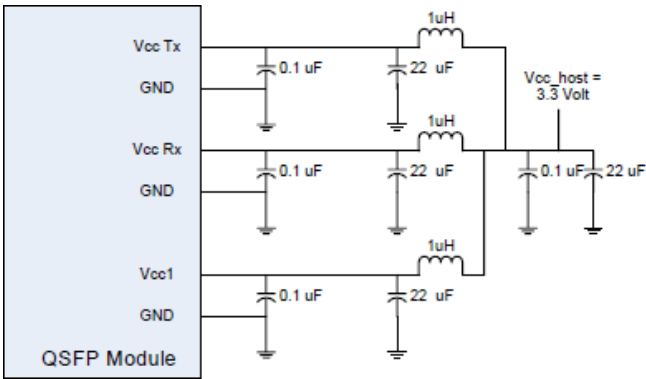 1uH
Vcc Tx
0.1 uF
22 uF
GND
Vcc_host =
3.3 Volt
1uH
Vcc Rx
0.1 uF
22 uF
0.1 uF
22 uF
GND
1uH
Vcc1
0.1 uF
22 uF
GND
QSFP Module